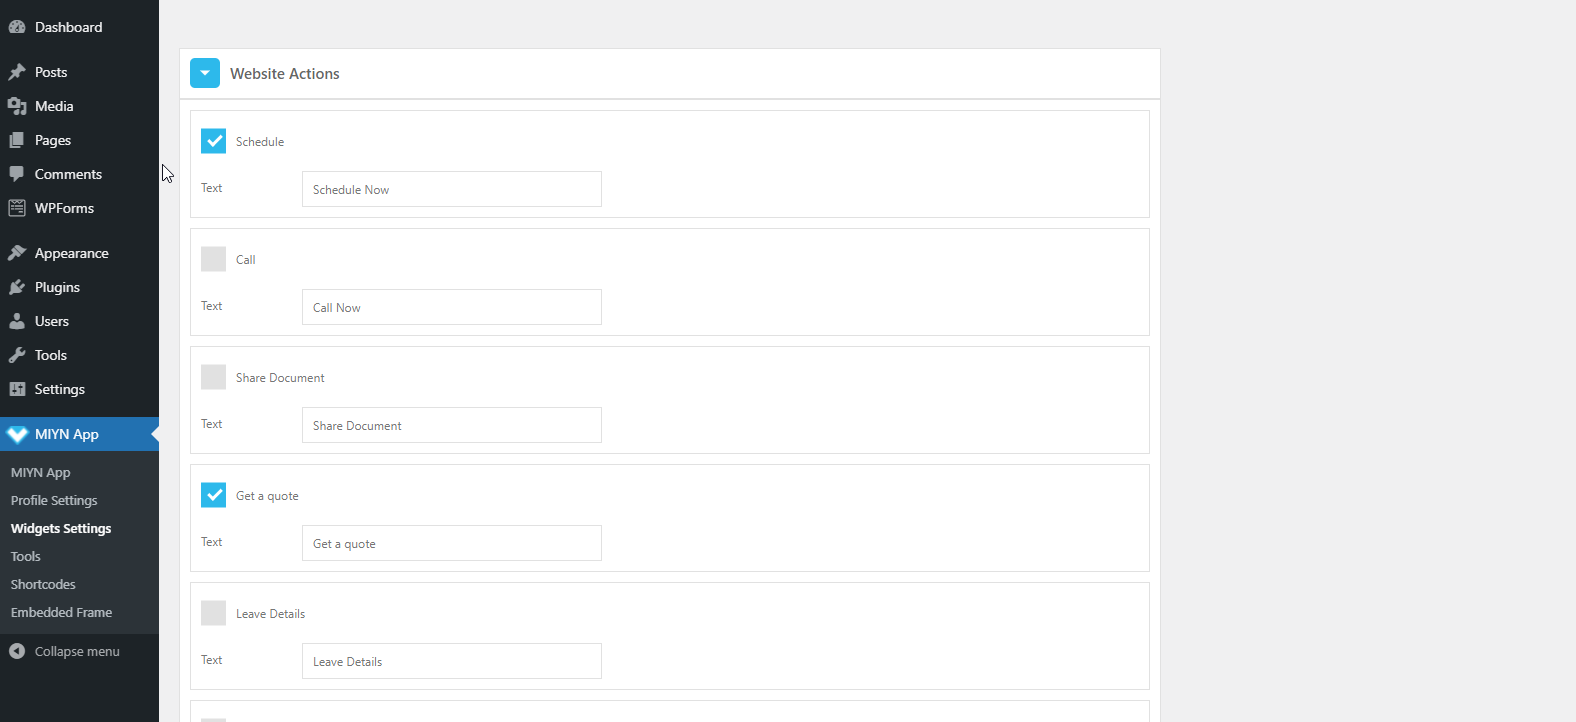 Dashboard
Posts
Media
Pages
Comments
WPForms
Appearance
Plugins
Users
Tools
Settings
MIYN App
MIYN App
Profile Settings
Widgets Settings
Tools
Shortcodes
Embedded Frame
Collapse menu
Website Actions
Schedule
Text Schedule Now
Call
Text Call Now
Share Document
Text Share Document
Get a quote
Text Get a quote
Leave Details
Text Leave Details